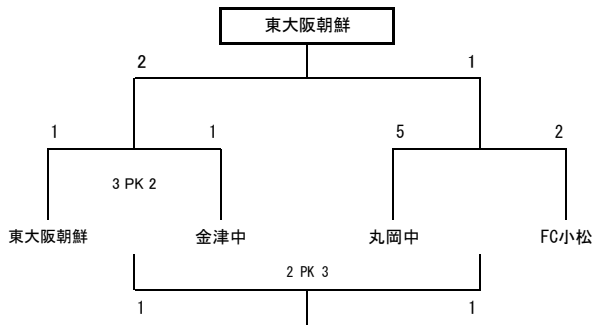 東大阪朝鮮
2 1
1 1 5 2
3 PK 2
東大阪朝鮮 金津中 丸岡中 FC小松
2 PK 3
1 1